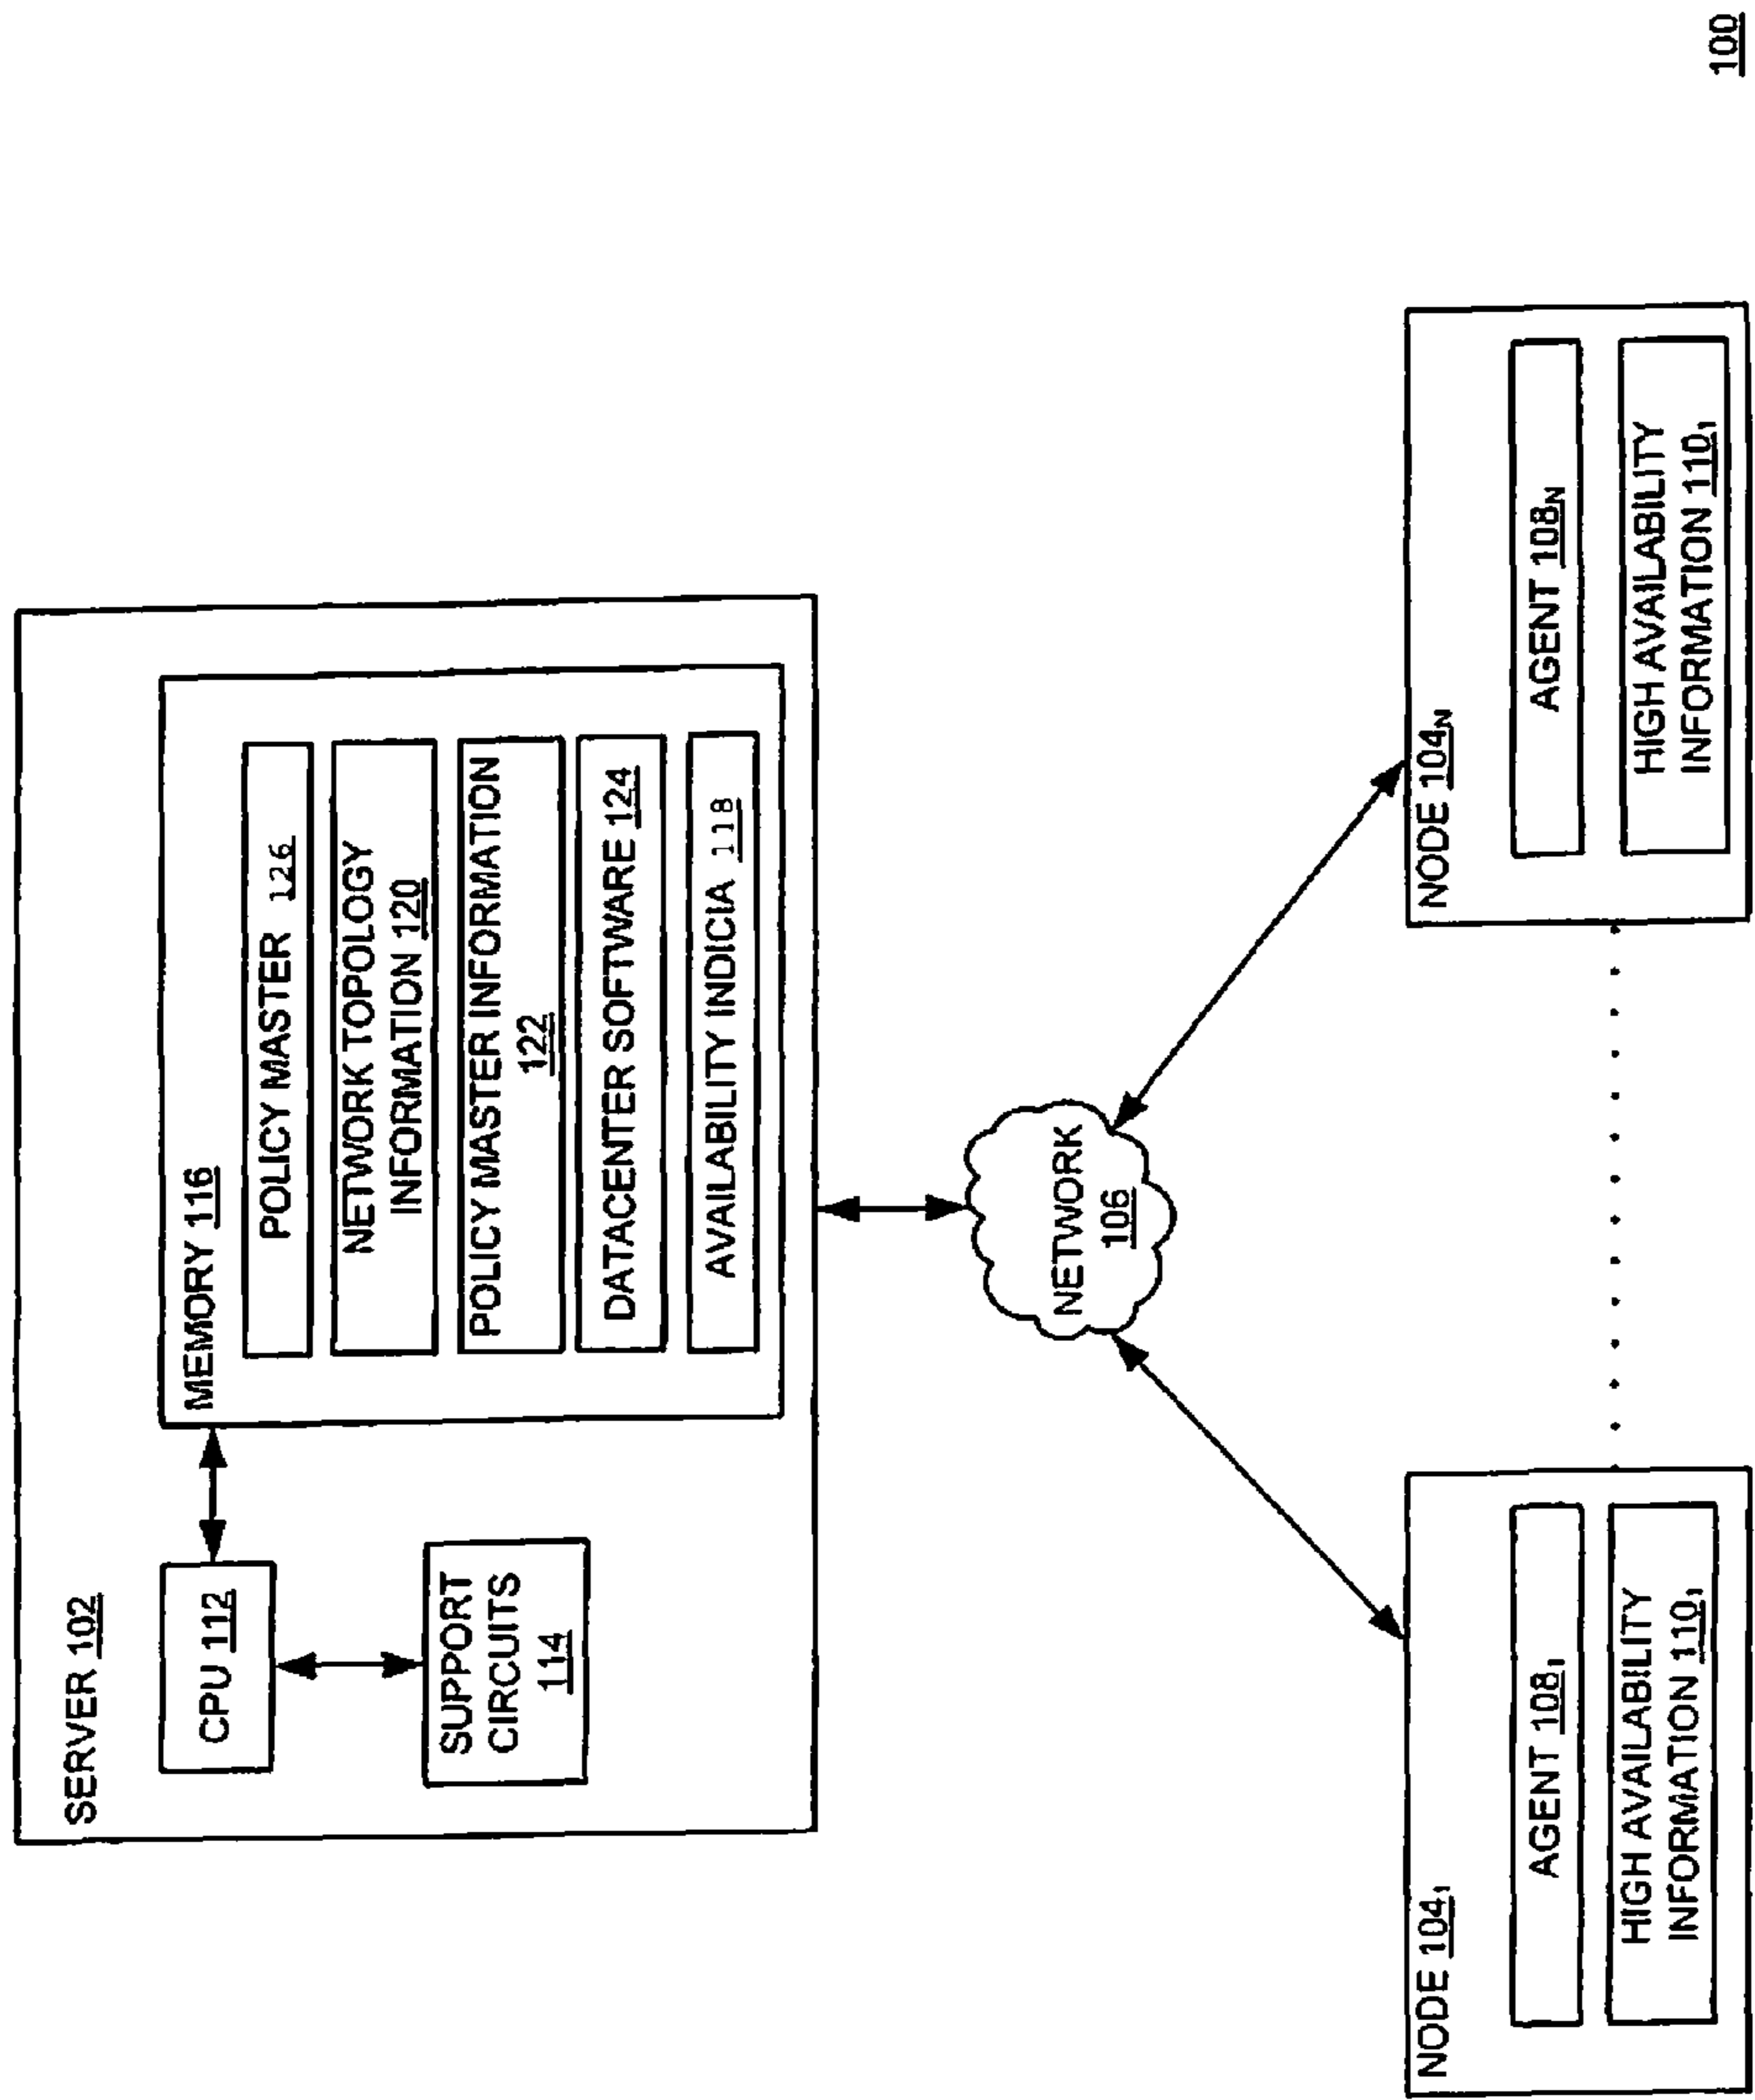 100
SERVER 102
CPU 112
SUPPORT
CIRCUITS
114
MEMORY 116
POLICY MASTER 126
NETWORK TOPOLOGY
INFORMATION 120
POLICY MASTER INFORMATION
122
DATACENTER SOFTWARE 124
AVAILABILITY INDICIA 118
NETWORK
106
NODE 104₁
AGENT 108₁
HIGH AVAILABILITY
INFORMATION 110₁
NODE 104N
AGENT 108N
HIGH AVAILABILITY
INFORMATION 110₁